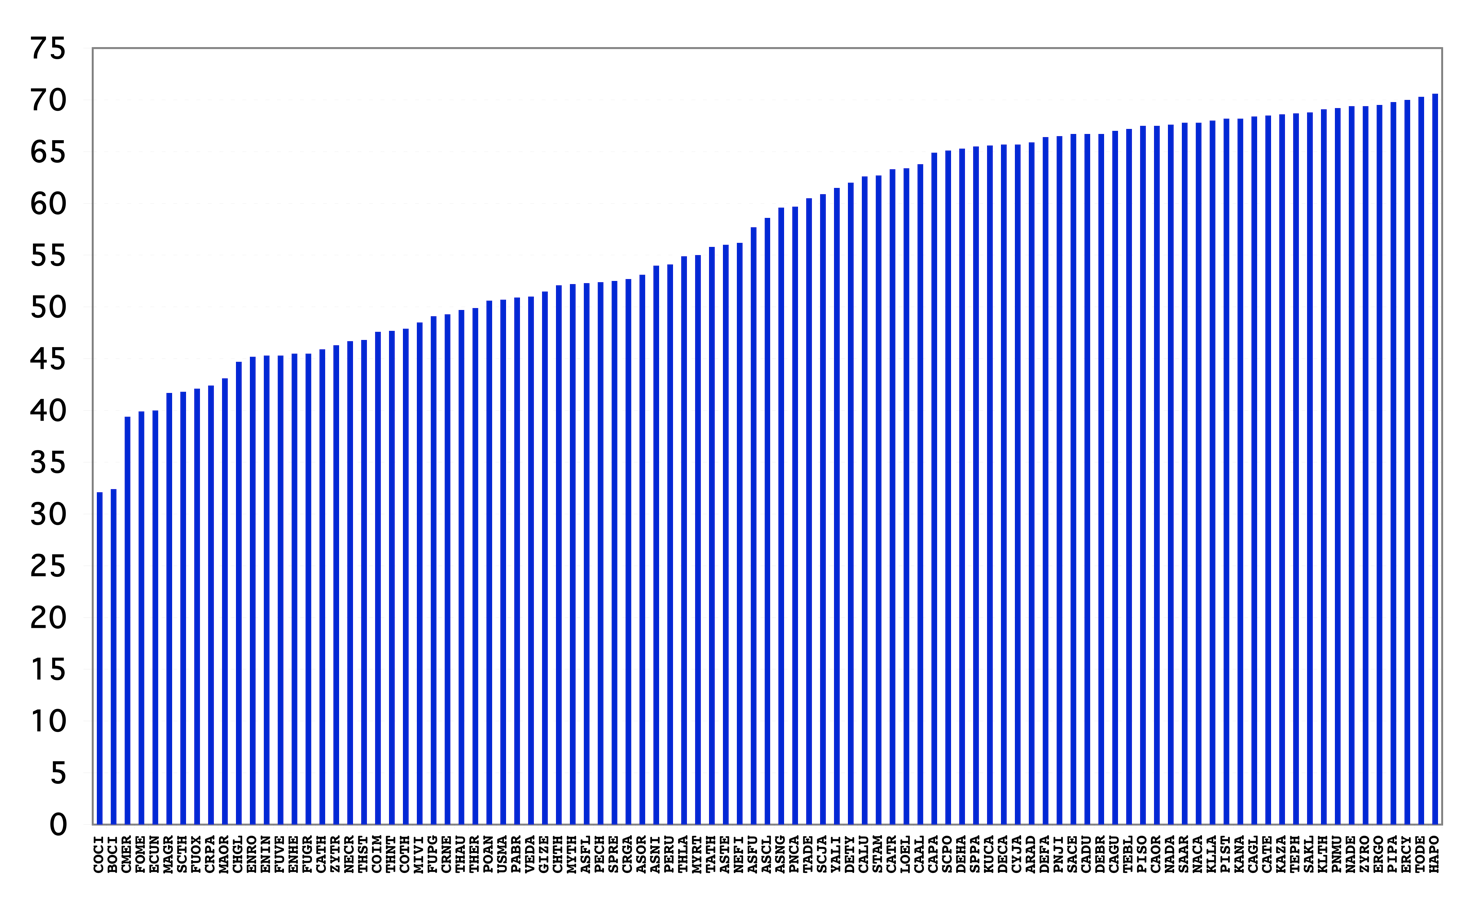 75
70
65
60
55
50
45
40
35
30
25
20
15
10
5
0
COCI
BOCI
CMER
FOME
ECUN
MAGR
SCTH
FUOX
CRPA
MAOR
CHGL
ENRO
ENIN
FUVE
ENHE
FUGR
CATH
ZYTR
NECR
THST
COIM
THNT
COTH
MIVI
FUPG
CRNE
THAU
THER
POAN
USMA
PABR
VEDA
GIZE
CHTH
MYTH
ASFL
PECH
SPRE
CRGA
ASOR
ASNI
PERU
THLA
MYRT
TATH
ASTE
NEFI
ASFU
ASCL
ASNG
PNCA
TADE
SCJA
YALI
DETY
CALU
STAM
CATR
LOEL
CAAL
CAPA
SCPO
DEHA
SPPA
KUCA
DECA
CYJA
ARAD
DEFA
PNJI
SACE
CADU
DEBR
CAGU
TEBL
PISO
CAOR
NADA
SAAR
NACA
KLLA
PIST
KANA
CAGL
CATE
KAZA
TEPH
SAKL
KLTH
PNMU
NADE
ZYRO
ERGO
PIPA
ERCY
TODE
HAPO